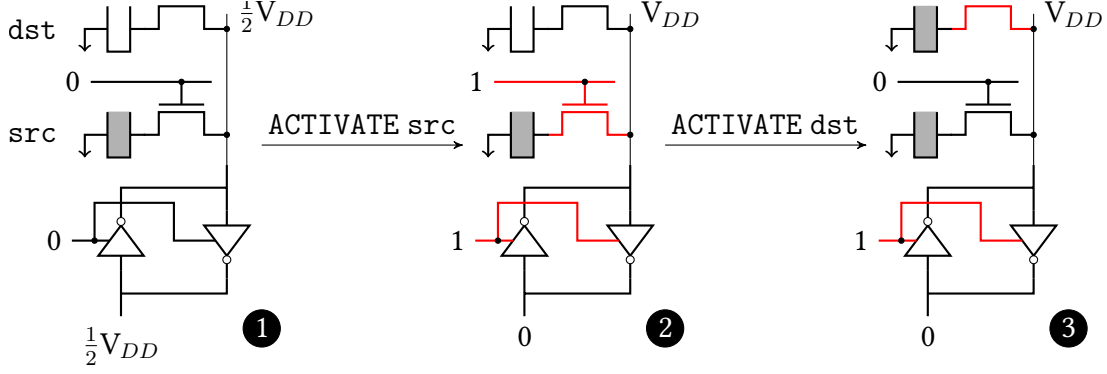 dst ½V_DD V_DD V_DD
0 1 0
src ACTIVATE src ACTIVATE dst
0 1 1
½V_DD 0 0
1 2 3